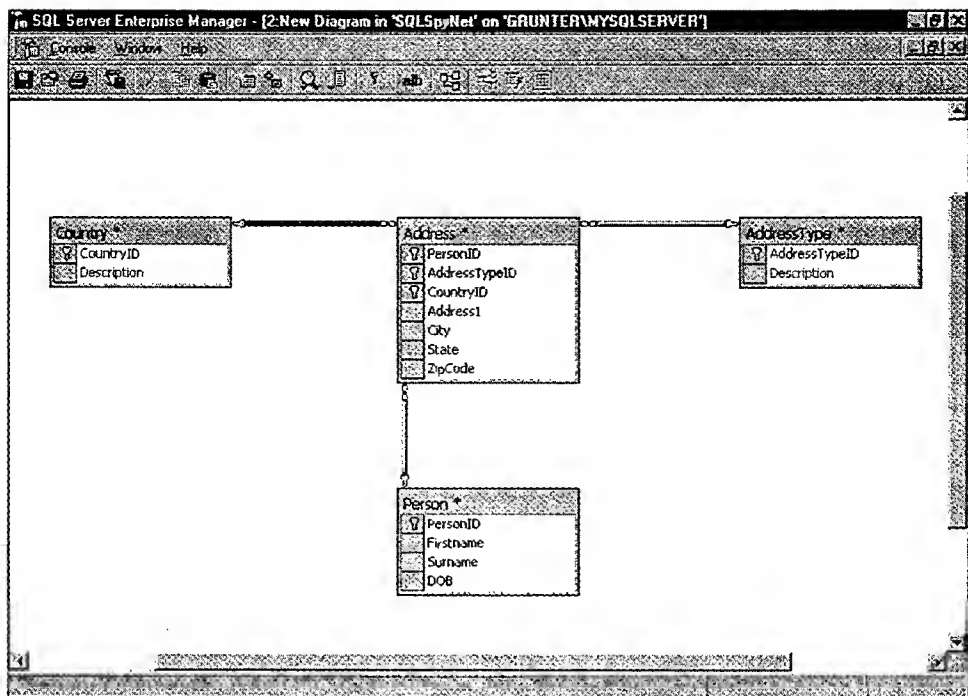 SQL Server Enterprise Manager - [2:New Diagram in 'SQLSpyNet' on 'GRUNTER\MYSQLSERVER']
Console Window Help
Country *
CountryID
Description
Address *
PersonID
AddressTypeID
CountryID
Address1
City
State
ZipCode
AddressType *
AddressTypeID
Description
Person *
PersonID
Firstname
Surname
DOB